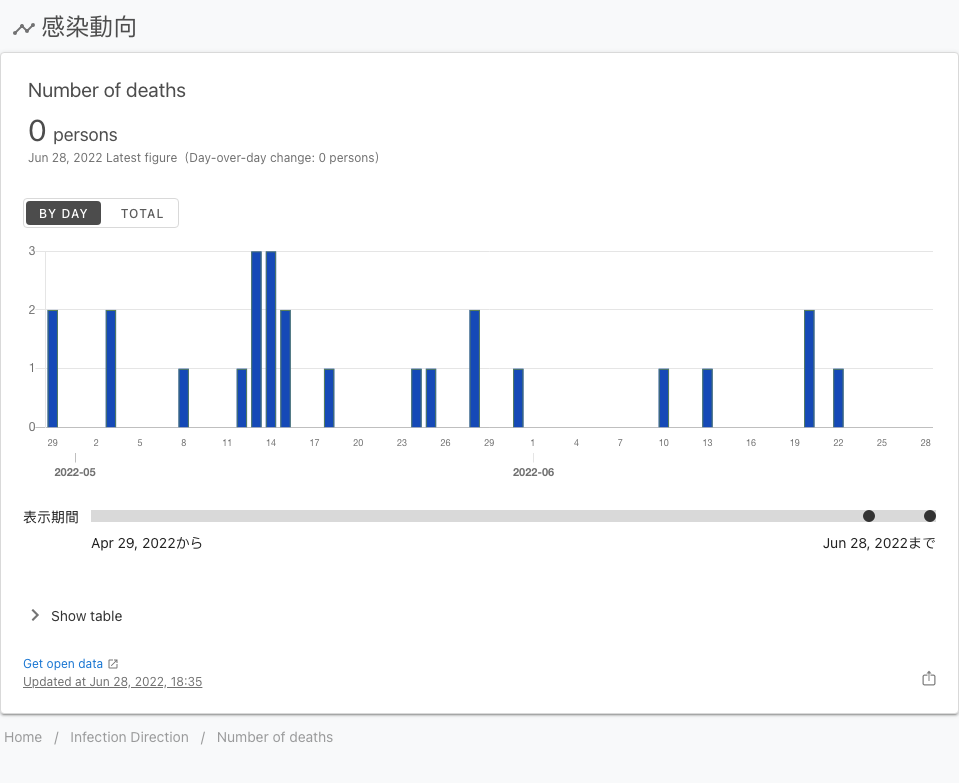 感染動向
Number of deaths
0 persons
Jun 28, 2022 Latest figure (Day-over-day change: 0 persons)
BY DAY TOTAL
3
2
1
0
29 2 5 8 11 14 17 20 23 26 29 1 4 7 10 13 16 19 22 25 28
2022-05 2022-06
表示期間
Apr 29, 2022から Jun 28, 2022まで
Show table
Get open data
Updated at Jun 28, 2022, 18:35
Home / Infection Direction / Number of deaths